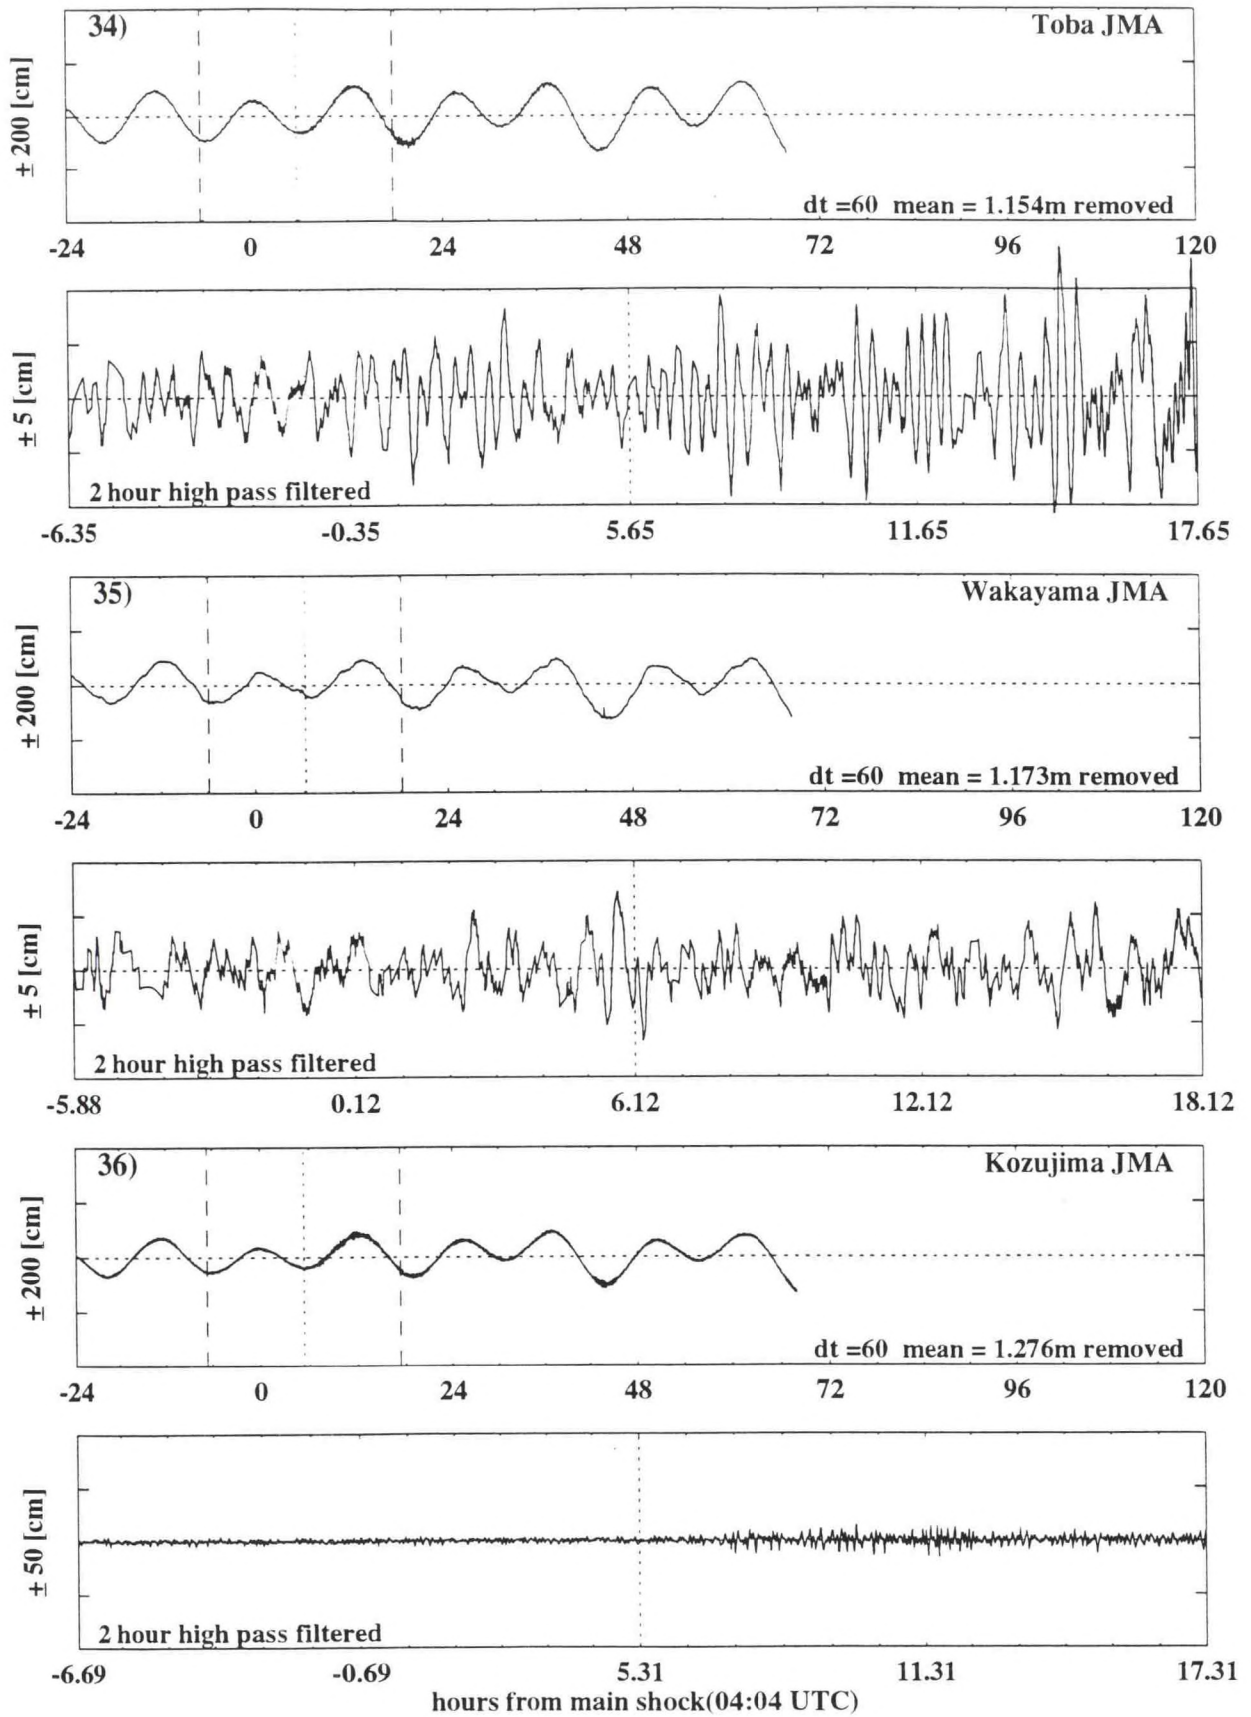 34) Toba JMA
± 200 [cm]
dt =60 mean = 1.154m removed
-24 0 24 48 72 96 120
± 5 [cm]
2 hour high pass filtered
-6.35 -0.35 5.65 11.65 17.65
35) Wakayama JMA
± 200 [cm]
dt =60 mean = 1.173m removed
-24 0 24 48 72 96 120
± 5 [cm]
2 hour high pass filtered
-5.88 0.12 6.12 12.12 18.12
36) Kozujima JMA
± 200 [cm]
dt =60 mean = 1.276m removed
-24 0 24 48 72 96 120
± 50 [cm]
2 hour high pass filtered
-6.69 -0.69 5.31 11.31 17.31
hours from main shock(04:04 UTC)